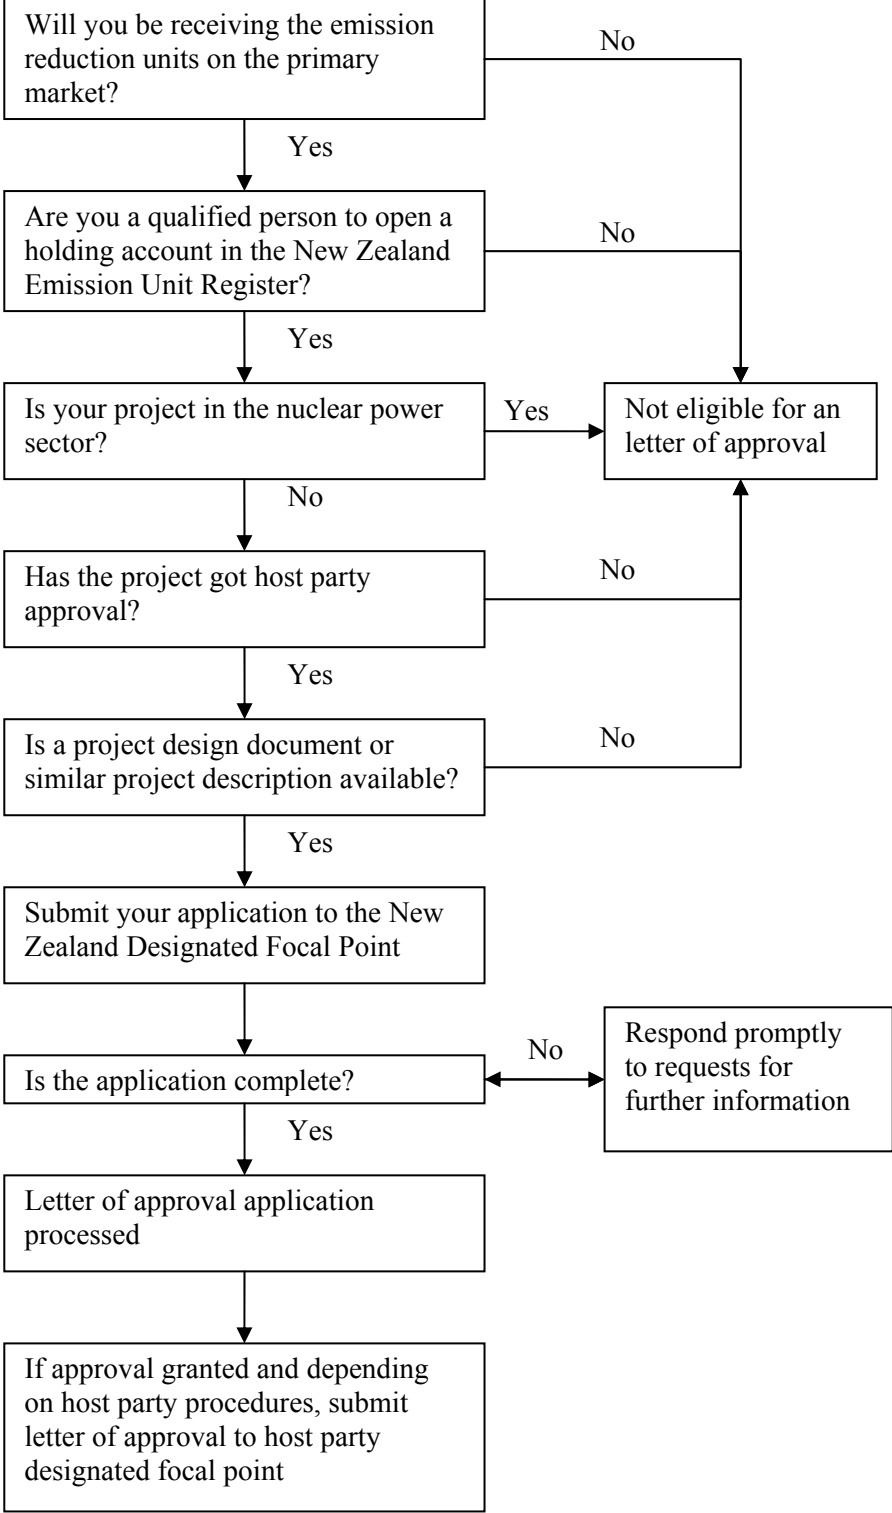 Will you be receiving the emission
reduction units on the primary
market?
No
Yes
Are you a qualified person to open a
holding account in the New Zealand
Emission Unit Register?
No
Yes
Is your project in the nuclear power
sector?
Yes
Not eligible for an
letter of approval
No
Has the project got host party
approval?
No
Yes
Is a project design document or
similar project description available?
No
Yes
Submit your application to the New
Zealand Designated Focal Point
Is the application complete?
No
Respond promptly
to requests for
further information
Yes
Letter of approval application
processed
If approval granted and depending
on host party procedures, submit
letter of approval to host party
designated focal point